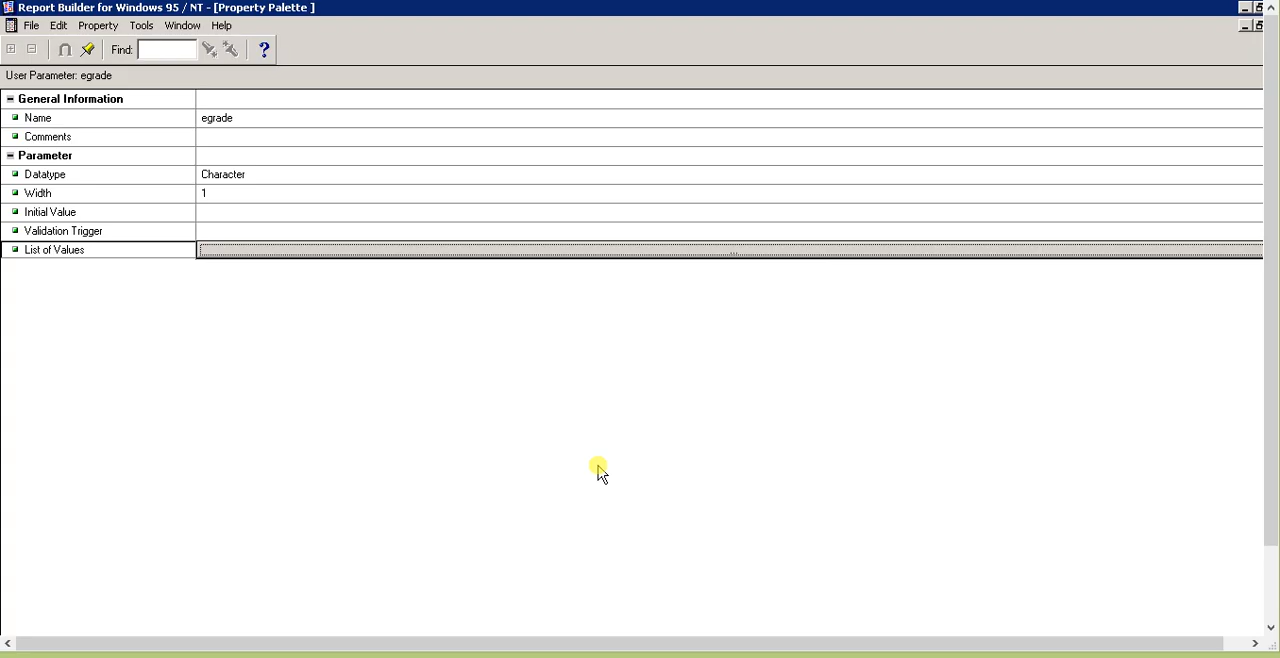 Report Builder for Windows 95 / NT - [Property Palette ]
File Edit Property Tools Window Help
Find:
User Parameter: egrade
General Information
Name egrade
Comments
Parameter
Datatype Character
Width 1
Initial Value
Validation Trigger
List of Values ...